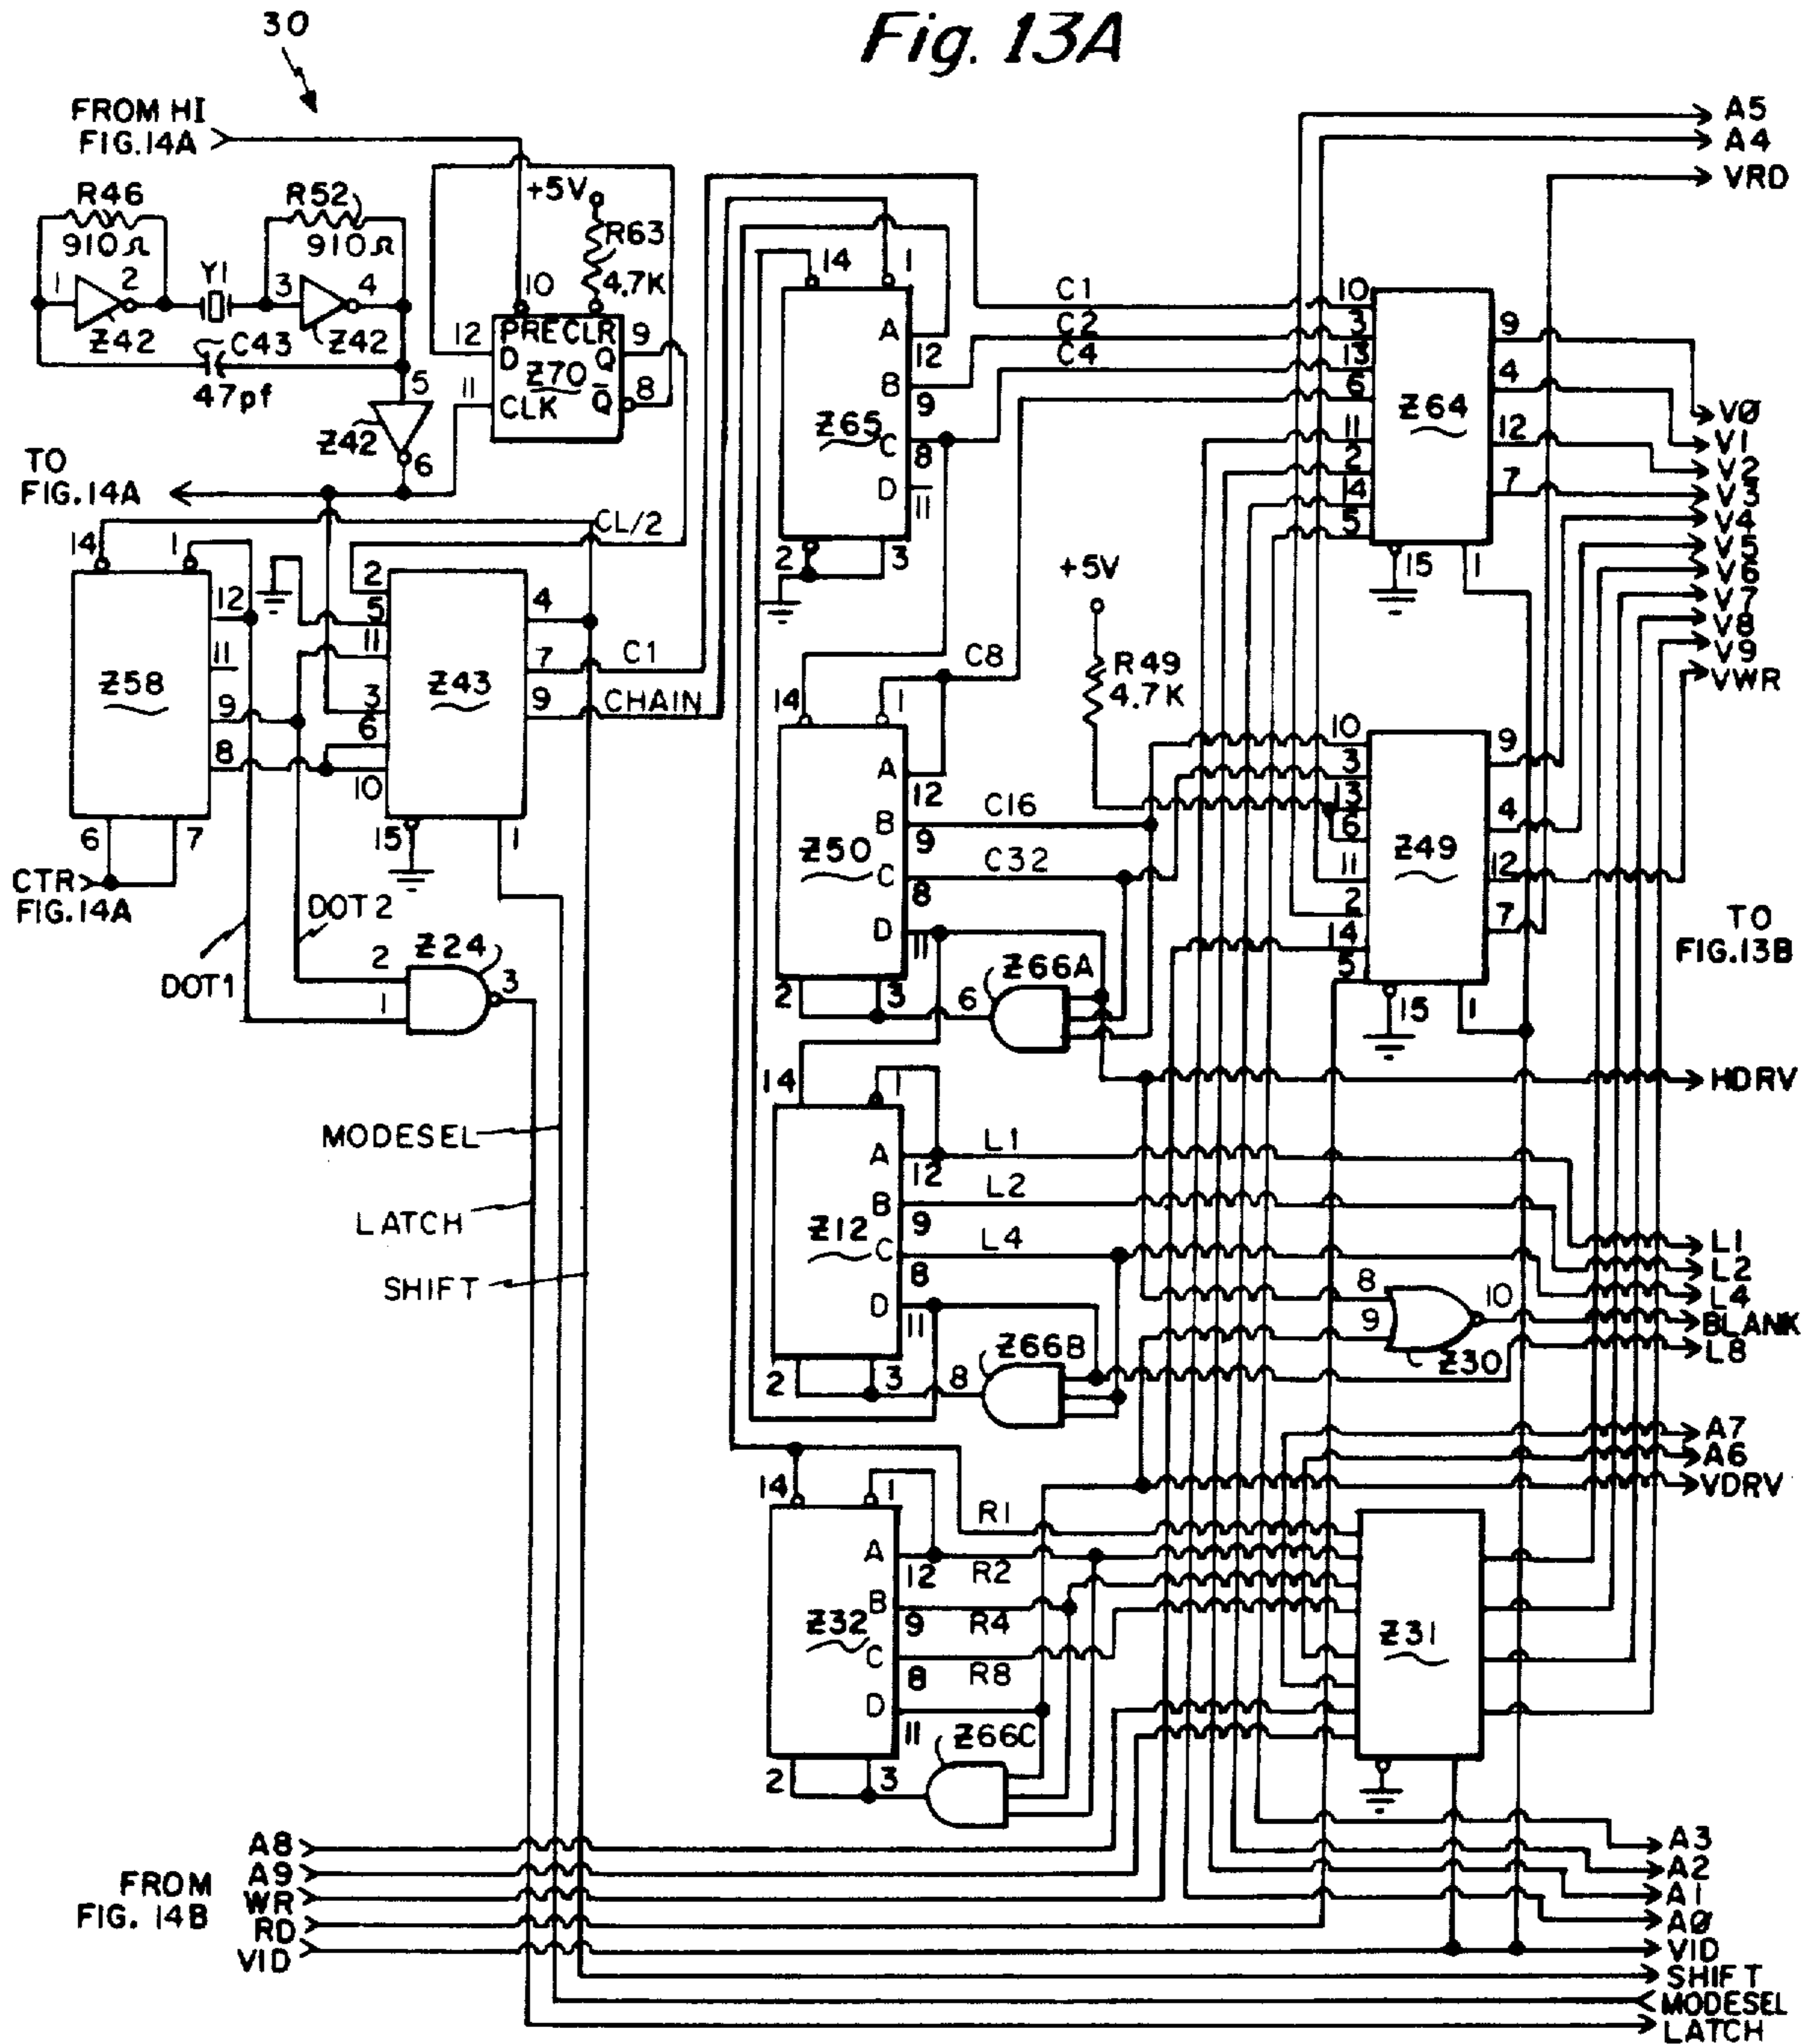 Fig. 13A
30
FROM HI
FIG.14A
R46
910Ω
1
2
Z42
Y1
R52
910Ω
3
4
Z42
C43
47pf
5
Z42
6
+5V
R63
4.7K
10
12
PRE CLR
9
D
Q
Z70
11
CLK
Q̅
8
TO
FIG.14A
CL/2
14
1
12
11
9
8
Z58
6
7
CTR
FIG.14A
2
5
11
3
6
10
Z43
4
7
9
15
1
C1
CHAIN
DOT1
DOT2
Z24
2
1
3
MODESEL
LATCH
SHIFT
14
1
A
12
B
9
Z65
C
8
D
11
2
3
C1
C2
C4
C8
14
1
A
12
B
9
Z50
C
8
D
11
2
3
C16
C32
Z66A
6
+5V
R49
4.7K
14
1
A
12
B
9
Z12
C
8
D
11
2
3
L1
L2
L4
Z66B
8
14
1
A
12
B
9
Z32
C
8
D
11
2
3
R1
R2
R4
R8
Z66C
10
3
13
6
11
2
14
5
Z64
9
4
12
7
15
1
10
3
13
6
11
2
14
5
Z49
9
4
12
7
15
1
8
9
10
Z30
Z31
A5
A4
VRD
VØ
V1
V2
V3
V4
V5
V6
V7
V8
V9
VWR
TO
FIG.13B
HDRV
L1
L2
L4
BLANK
L8
A7
A6
VDRV
FROM
FIG. 14B
A8
A9
WR
RD
VID
A3
A2
A1
AØ
VID
SHIFT
MODESEL
LATCH